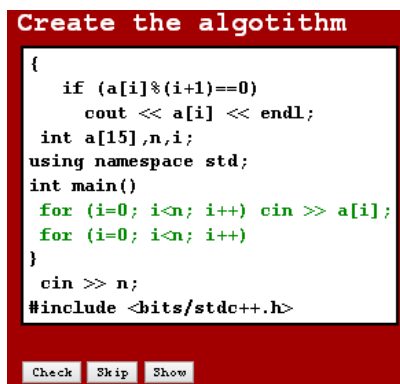 Create the algotithm
{
if (a[i]%(i+1)==0)
cout << a[i] << endl;
int a[15],n,i;
using namespace std;
int main()
for (i=0; i<n; i++) cin >> a[i];
for (i=0; i<n; i++)
}
cin >> n;
#include <bits/stdc++.h>
Check Skip Show